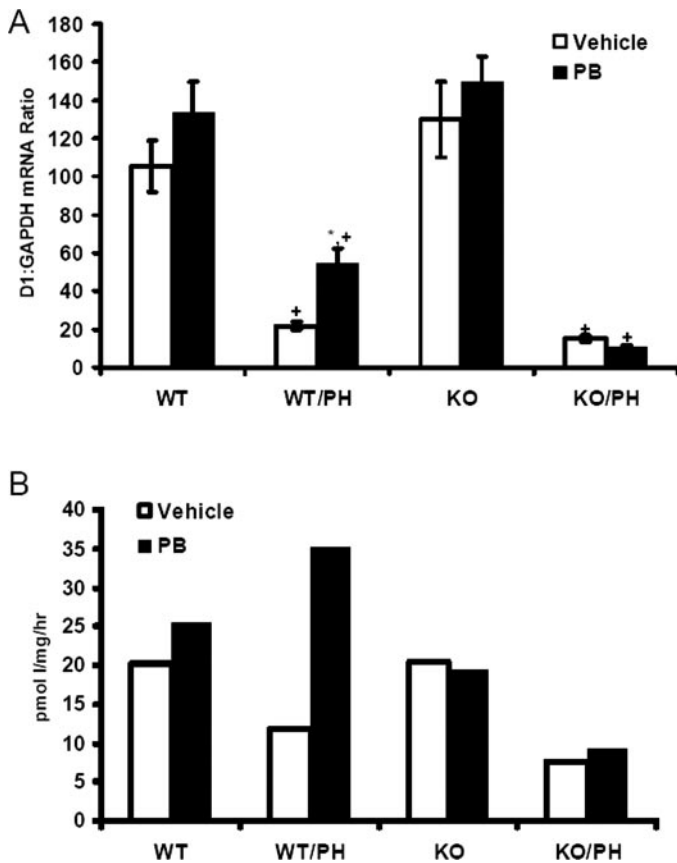 A
D1:GAPDH mRNA Ratio
180
160
140
120
100
80
60
40
20
0
Vehicle
PB
+
*,+
+
+
WT
WT/PH
KO
KO/PH
B
pmol I/mg/hr
40
35
30
25
20
15
10
5
0
Vehicle
PB
WT
WT/PH
KO
KO/PH